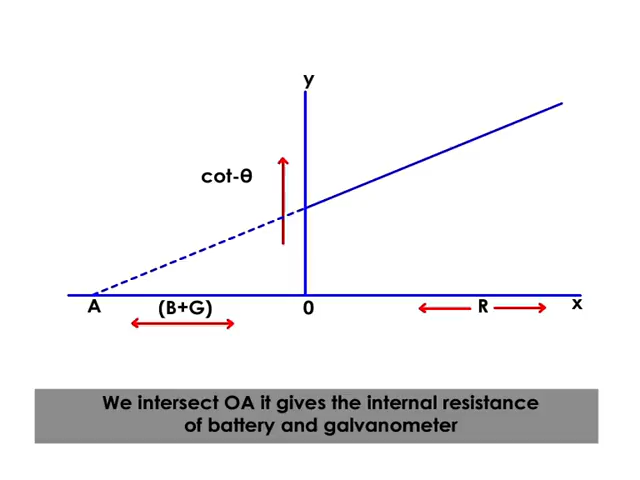 y
cot-θ
A
(B+G)
0
R
x
We intersect OA it gives the internal resistance
of battery and galvanometer